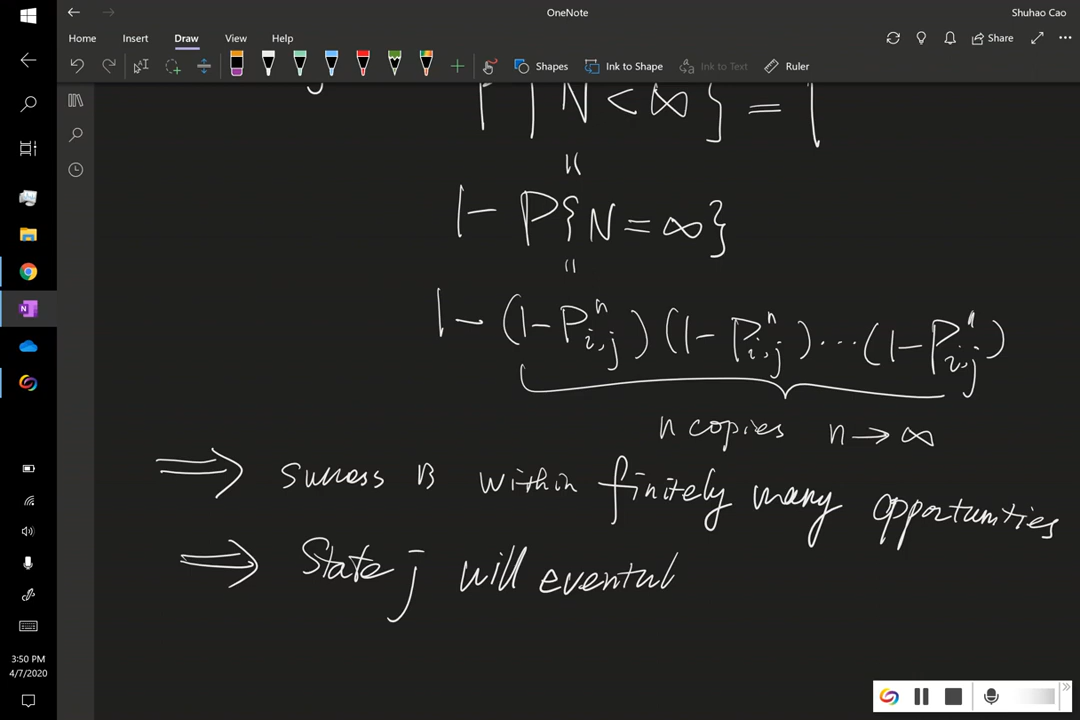 OneNote
Shuhao Cao
Home Insert Draw View Help
Share
Shapes Ink to Shape Ink to Text Ruler
P { N < ∞ } = 1
1 - P{N = ∞}
1 - (1 - P^n_{i,j}) (1 - P^n_{i,j}) ... (1 - P^n_{i,j})
n copies n → ∞
⇒ success is within finitely many opportunities
⇒ State j will eventual
3:50 PM
4/7/2020